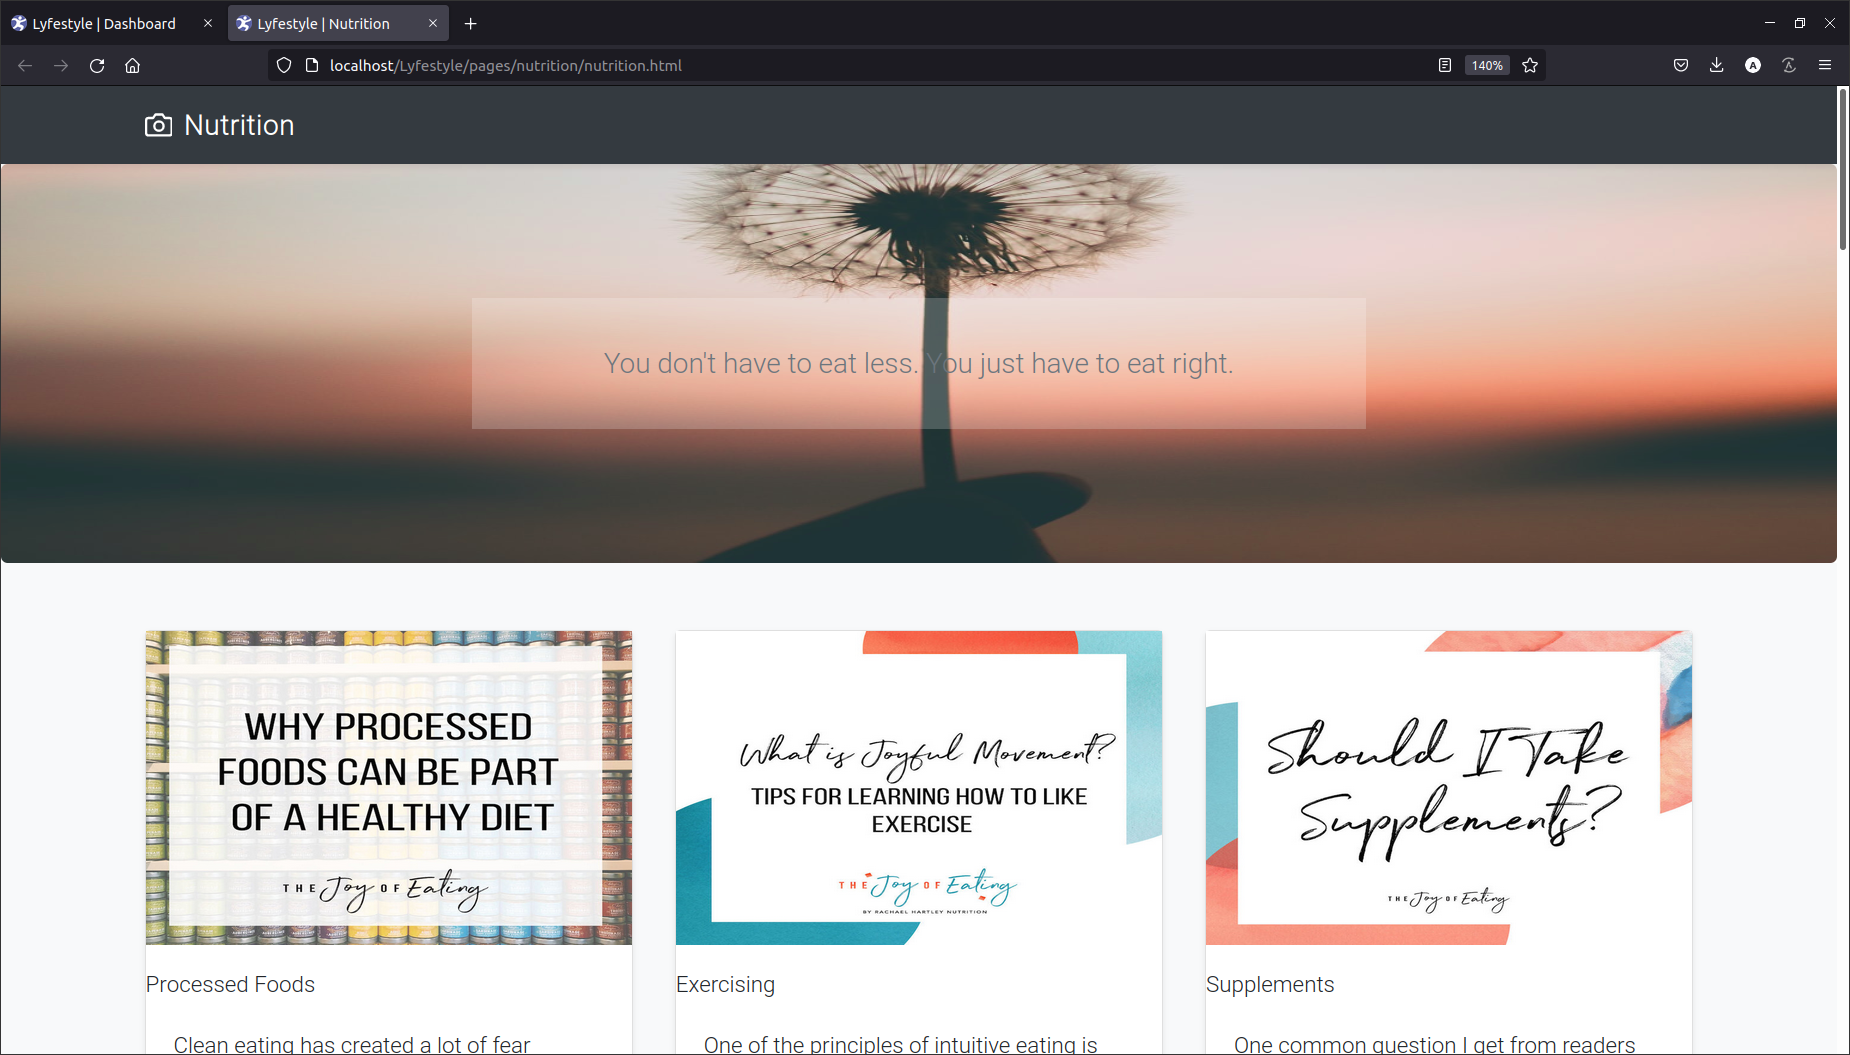 Lyfestyle | Dashboard
Lyfestyle | Nutrition
localhost/Lyfestyle/pages/nutrition/nutrition.html
140%
A
A
Nutrition
You don't have to eat less. You just have to eat right.
WHY PROCESSED
FOODS CAN BE PART
OF A HEALTHY DIET
THE Joy OF Eating
What is Joyful Movement?
TIPS FOR LEARNING HOW TO LIKE
EXERCISE
THE Joy OF Eating
BY RACHAEL HARTLEY NUTRITION
Should I Take
Supplements?
THE Joy OF Eating
Processed Foods
Exercising
Supplements
Clean eating has created a lot of fear
One of the principles of intuitive eating is
One common question I get from readers